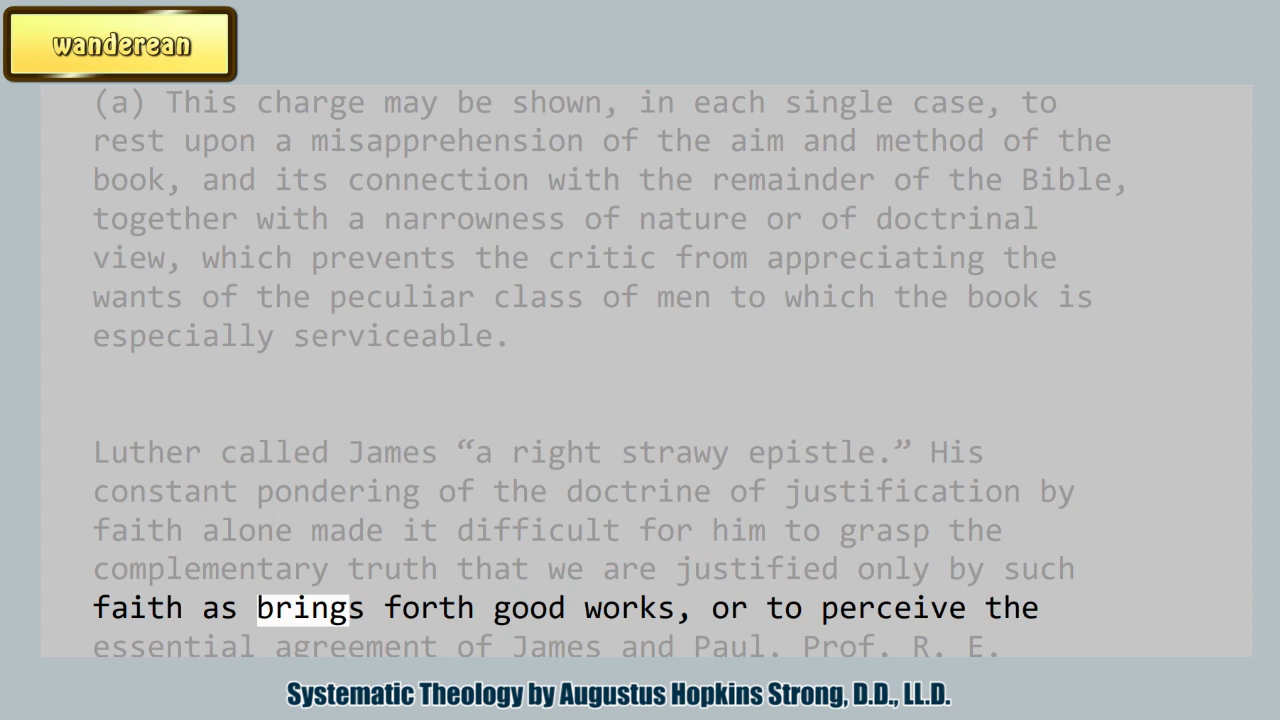 wanderean
(a) This charge may be shown, in each single case, to
rest upon a misapprehension of the aim and method of the
book, and its connection with the remainder of the Bible,
together with a narrowness of nature or of doctrinal
view, which prevents the critic from appreciating the
wants of the peculiar class of men to which the book is
especially serviceable.
Luther called James “a right strawy epistle.” His
constant pondering of the doctrine of justification by
faith alone made it difficult for him to grasp the
complementary truth that we are justified only by such
faith as brings forth good works, or to perceive the
essential agreement of James and Paul. Prof. R. E.
Systematic Theology by Augustus Hopkins Strong, D.D., LL.D.